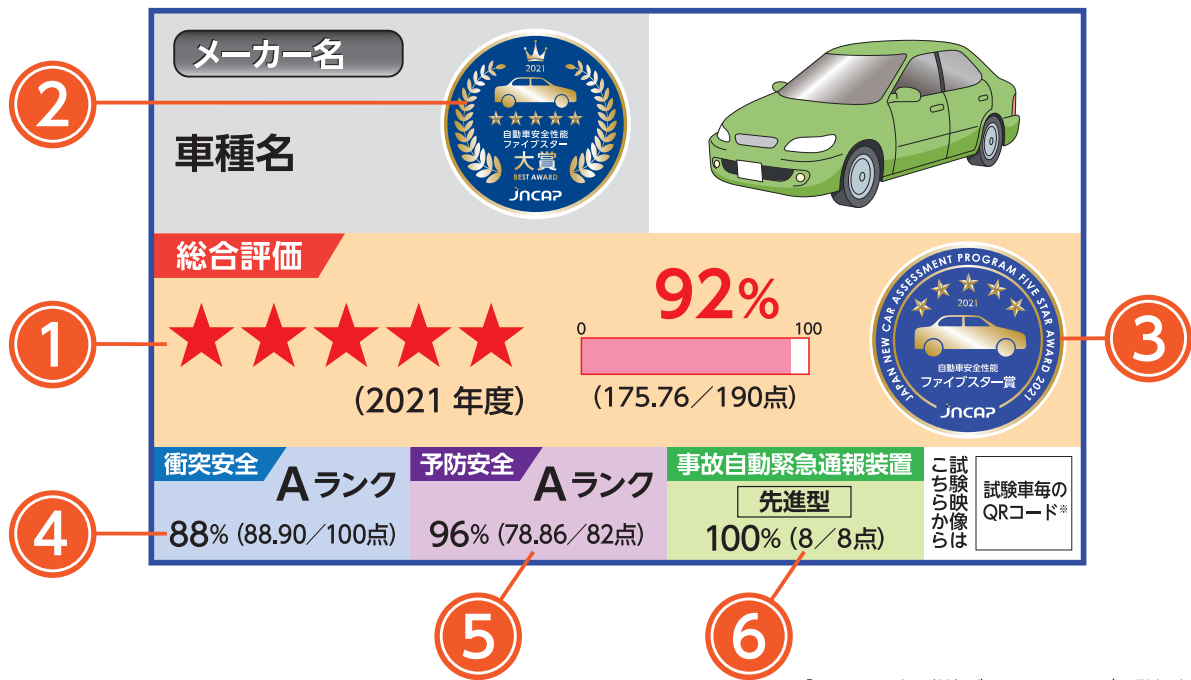 メーカー名
車種名
2021
自動車安全性能
ファイブスター
大賞
BEST AWARD
JNCAP
②
総合評価
92%
0
100
(2021 年度)
(175.76／190点)
JAPAN NEW CAR ASSESSMENT PROGRAM FIVE STAR AWARD 2021
2021
自動車安全性能
ファイブスター賞
JNCAP
①
③
衝突安全
Aランク
88% (88.90／100点)
予防安全
Aランク
96% (78.86／82点)
事故自動緊急通報装置
先進型
100% (8／8点)
試験映像は
こちらから
試験車毎の
QRコード※
④
⑤
⑥